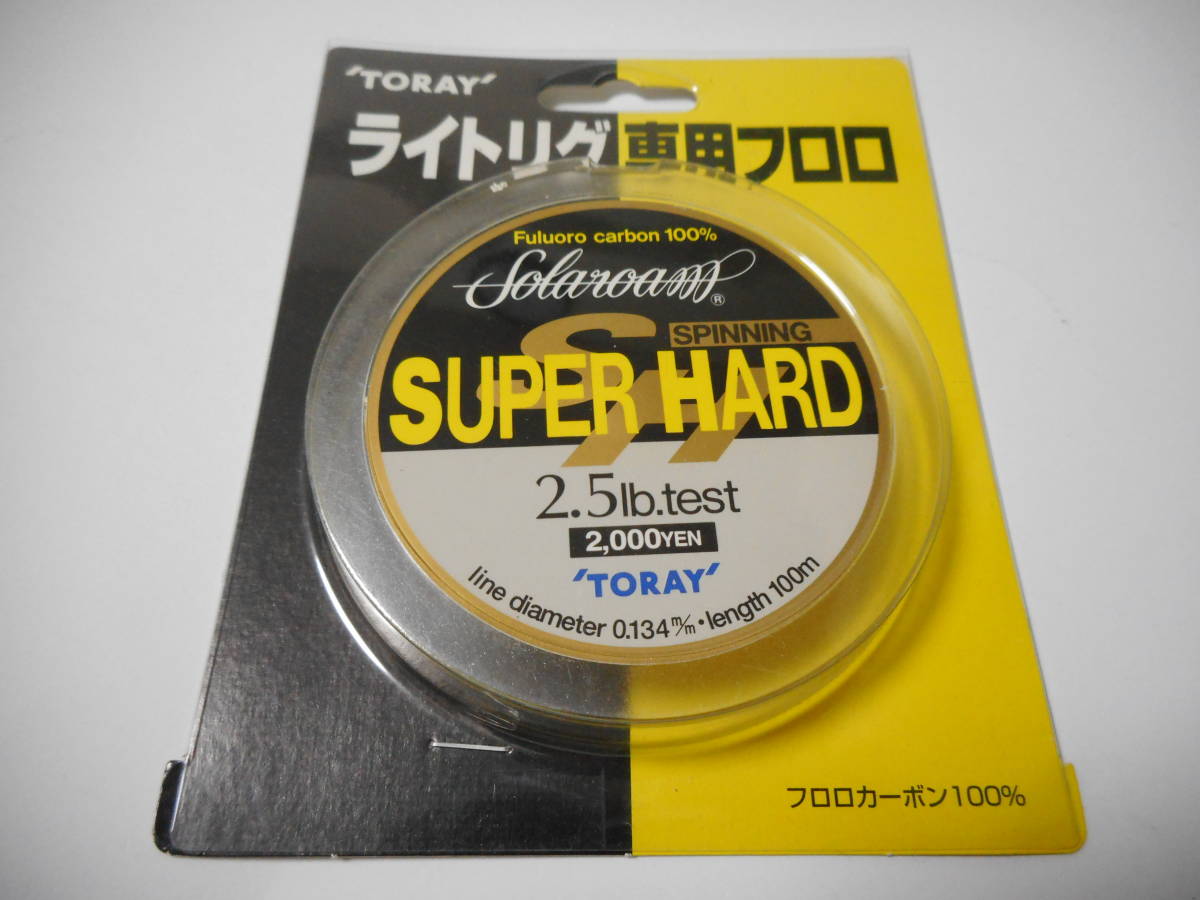 'TORAY'
ライトリグ専用フロロ
Fuluoro carbon 100%
Solaroam®
SH
SPINNING
SUPER HARD
2.5lb.test
2,000YEN
'TORAY'
line diameter 0.134m/m・length 100m
フロロカーボン100%